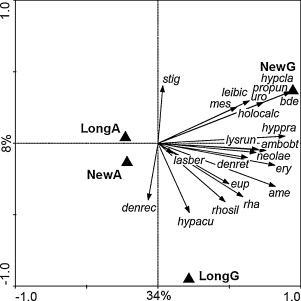 1.0
NewG
hypcla
stig
propun
leibic
uro
bde
mes
holocalc
LongA
hyppra
lysrun
ambobt
8%
lasber
neolae
denret
ery
NewA
eup
ame
denrec
rha
rhosil
hypacu
LongG
-1.0
-1.0
34%
1.0